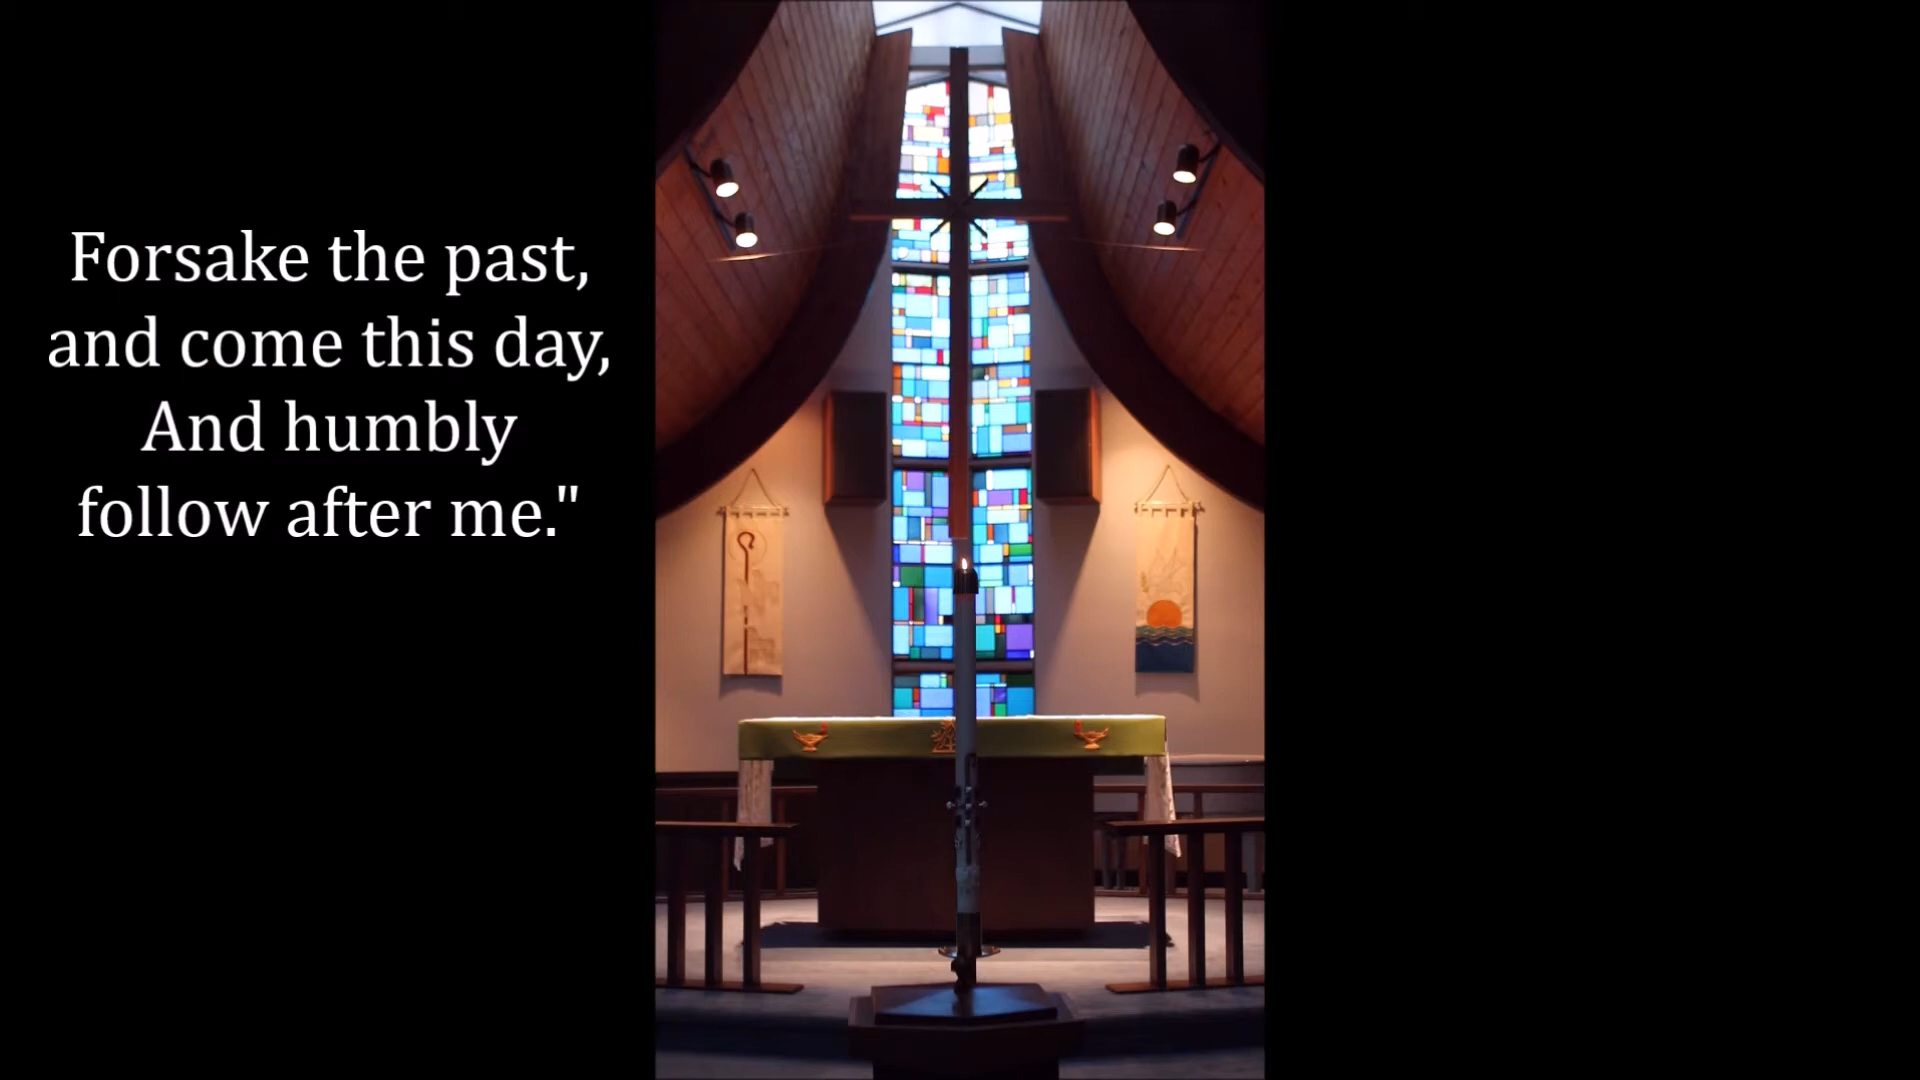 Forsake the past,
and come this day,
And humbly
follow after me."